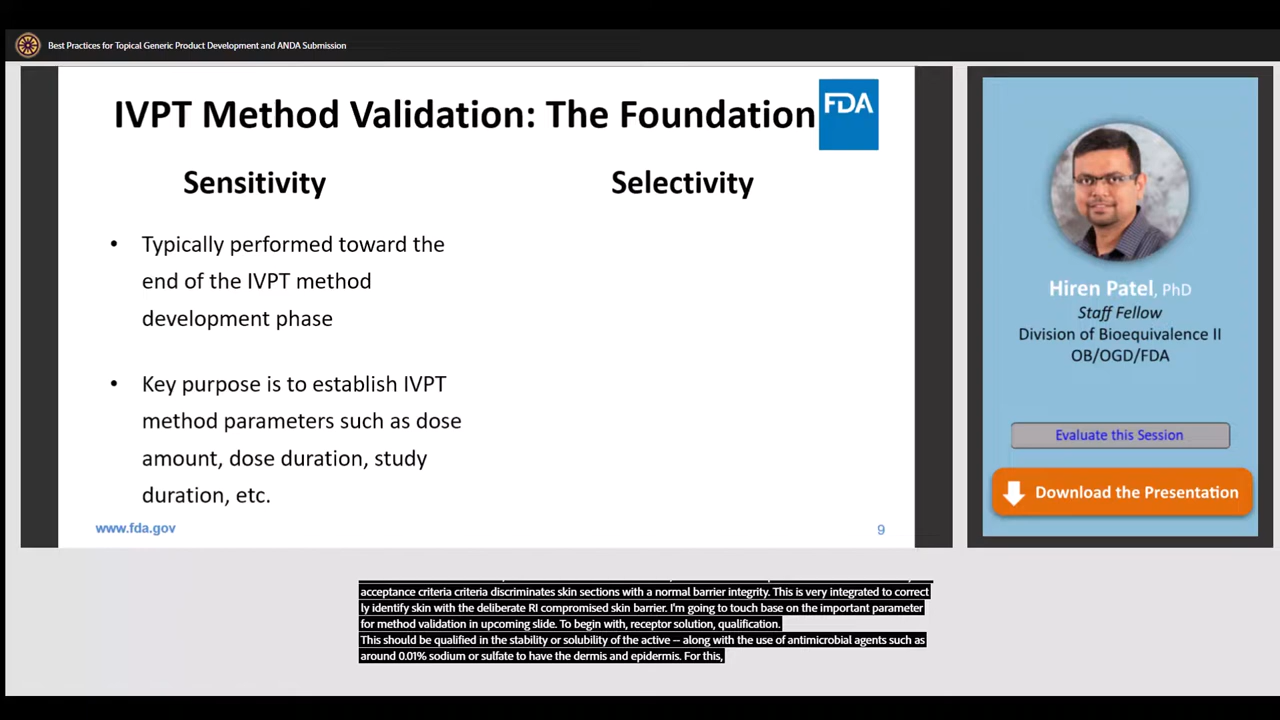 Best Practices for Topical Generic Product Development and ANDA Submission
IVPT Method Validation: The Foundation
FDA
Sensitivity
Selectivity
• Typically performed toward the
end of the IVPT method
development phase
• Key purpose is to establish IVPT
method parameters such as dose
amount, dose duration, study
duration, etc.
www.fda.gov
9
Hiren Patel, PhD
Staff Fellow
Division of Bioequivalence II
OB/OGD/FDA
Evaluate this Session
Download the Presentation
acceptance criteria criteria discriminates skin sections with a normal barrier integrity. This is very integrated to correct
ly identify skin with the deliberate RI compromised skin barrier. I'm going to touch base on the important parameter
for method validation in upcoming slide. To begin with, receptor solution, qualification.
This should be qualified in the stability or solubility of the active -- along with the use of antimicrobial agents such as
around 0.01% sodium or sulfate to have the dermis and epidermis. For this,